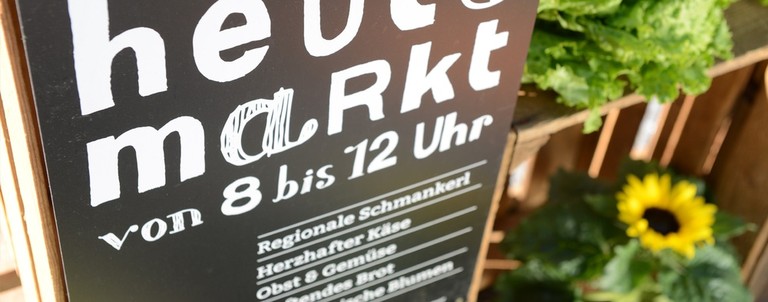 heute
maRkt
von 8 bis 12 Uhr
Regionale Schmankerl
Herzhafter Käse
Obst & Gemüse
Brot
Blumen